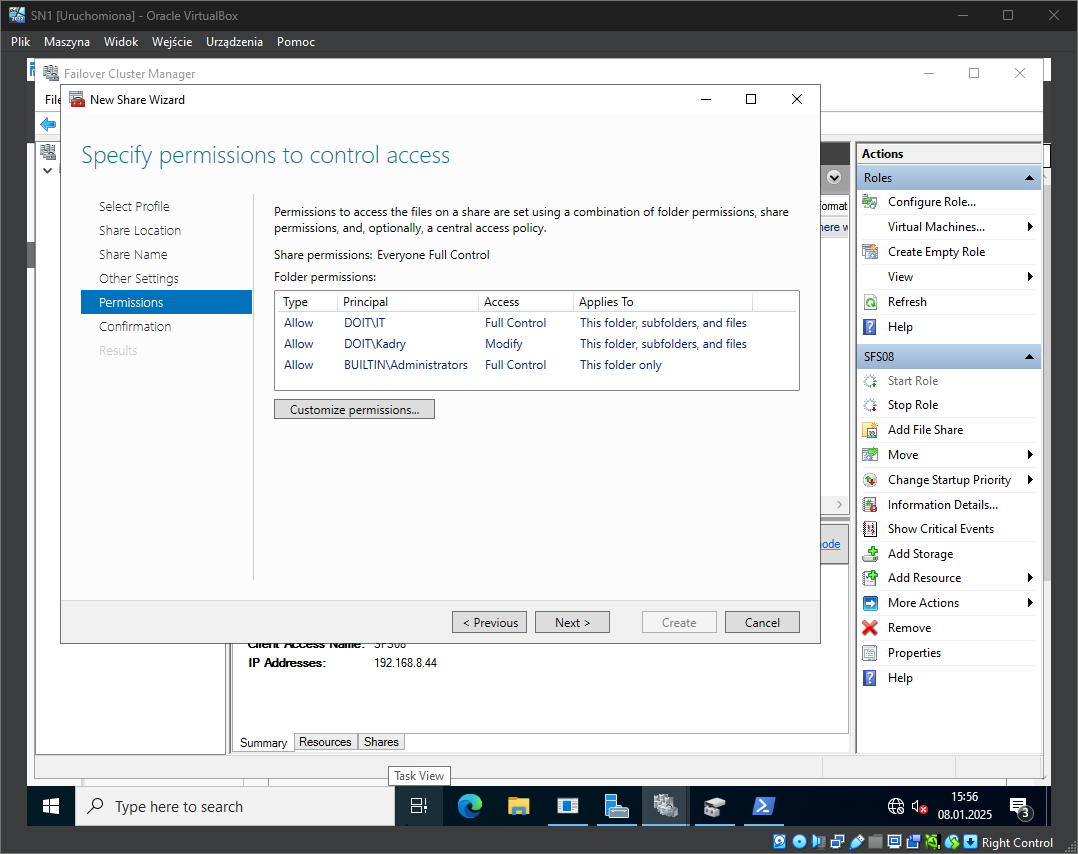 SN1 [Uruchomiona] - Oracle VirtualBox
Plik Maszyna Widok Wejście Urządzenia Pomoc
Failover Cluster Manager
File
New Share Wizard
Specify permissions to control access
Select Profile
Share Location
Share Name
Other Settings
Permissions
Confirmation
Results
Permissions to access the files on a share are set using a combination of folder permissions, share
permissions, and, optionally, a central access policy.
Share permissions: Everyone Full Control
Folder permissions:
Type Principal Access Applies To
Allow DOIT\IT Full Control This folder, subfolders, and files
Allow DOIT\Kadry Modify This folder, subfolders, and files
Allow BUILTIN\Administrators Full Control This folder only
Customize permissions...
< Previous Next > Create Cancel
Client Access Name: SFS08
IP Addresses: 192.168.8.44
Summary Resources Shares
Actions
Roles
Configure Role...
Virtual Machines...
Create Empty Role
View
Refresh
Help
SFS08
Start Role
Stop Role
Add File Share
Move
Change Startup Priority
Information Details...
Show Critical Events
Add Storage
Add Resource
More Actions
Remove
Properties
Help
Task View
Type here to search
15:56
08.01.2025
3
Right Control